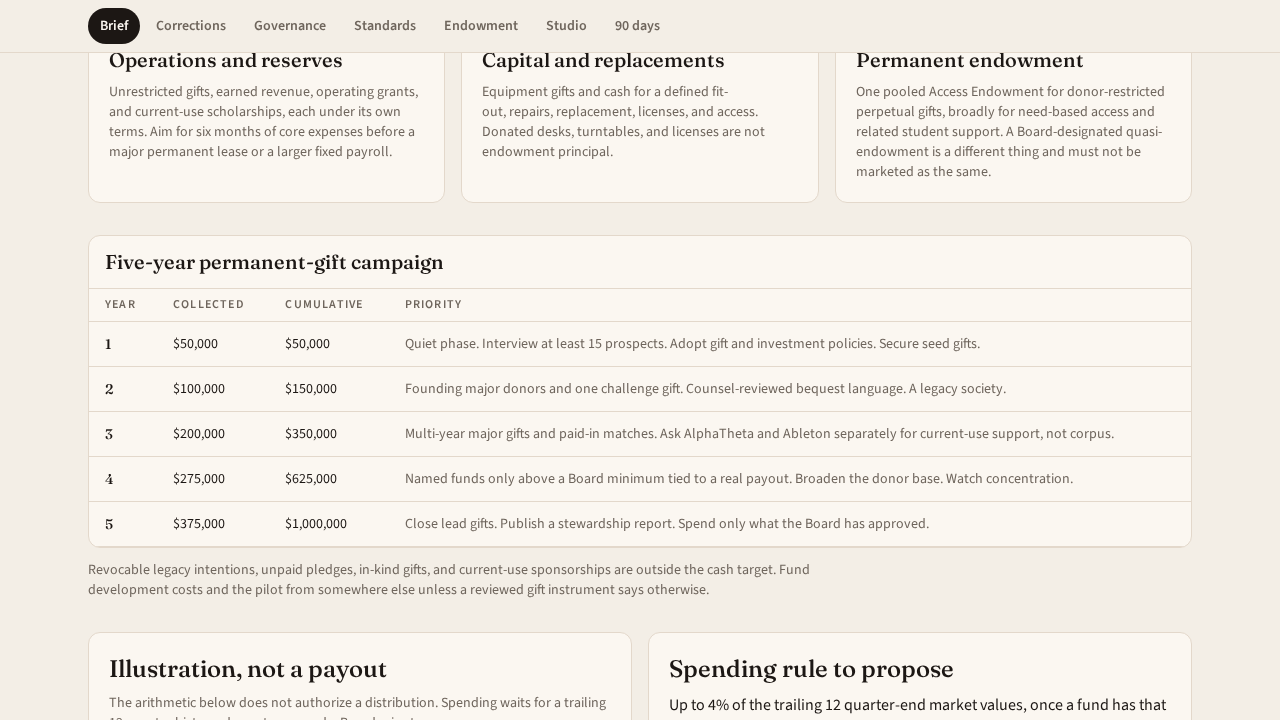 Brief Corrections Governance Standards Endowment Studio 90 days
Operations and reserves
Unrestricted gifts, earned revenue, operating grants,
and current-use scholarships, each under its own
terms. Aim for six months of core expenses before a
major permanent lease or a larger fixed payroll.
Capital and replacements
Equipment gifts and cash for a defined fit-
out, repairs, replacement, licenses, and access.
Donated desks, turntables, and licenses are not
endowment principal.
Permanent endowment
One pooled Access Endowment for donor-restricted
perpetual gifts, broadly for need-based access and
related student support. A Board-designated quasi-
endowment is a different thing and must not be
marketed as the same.
Five-year permanent-gift campaign
YEAR COLLECTED CUMULATIVE PRIORITY
1 $50,000 $50,000 Quiet phase. Interview at least 15 prospects. Adopt gift and investment policies. Secure seed gifts.
2 $100,000 $150,000 Founding major donors and one challenge gift. Counsel-reviewed bequest language. A legacy society.
3 $200,000 $350,000 Multi-year major gifts and paid-in matches. Ask AlphaTheta and Ableton separately for current-use support, not corpus.
4 $275,000 $625,000 Named funds only above a Board minimum tied to a real payout. Broaden the donor base. Watch concentration.
5 $375,000 $1,000,000 Close lead gifts. Publish a stewardship report. Spend only what the Board has approved.
Revocable legacy intentions, unpaid pledges, in-kind gifts, and current-use sponsorships are outside the cash target. Fund
development costs and the pilot from somewhere else unless a reviewed gift instrument says otherwise.
Illustration, not a payout
The arithmetic below does not authorize a distribution. Spending waits for a trailing
Spending rule to propose
Up to 4% of the trailing 12 quarter-end market values, once a fund has that